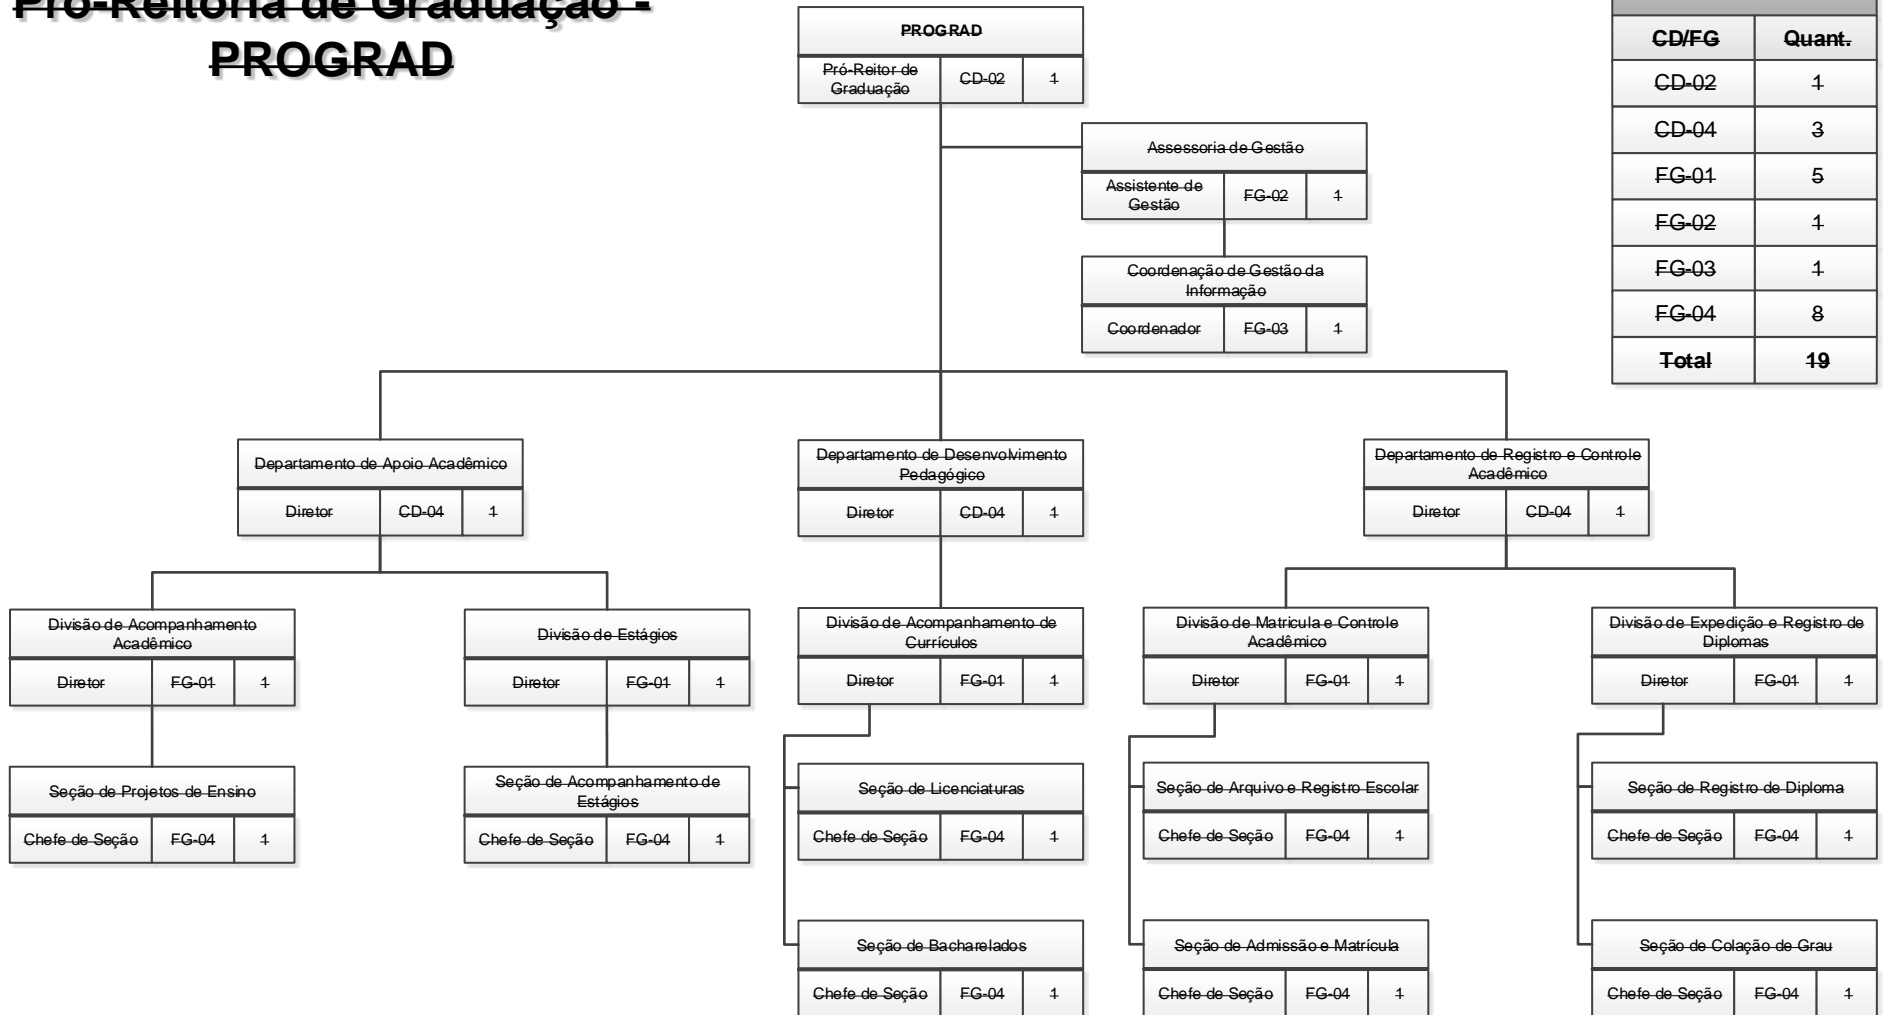 Pró-Reitoria de Graduação -
PROGRAD
PROGRAD
Pró-Reitor de
Graduação
CD-02
1
CD/FG
Quant.
CD-02
1
CD-04
3
FG-01
5
FG-02
1
FG-03
1
FG-04
8
Total
19
Assessoria de Gestão
Assistente de
Gestão
FG-02
1
Coordenação de Gestão da
Informação
Coordenador
FG-03
1
Departamento de Apoio Acadêmico
Diretor
CD-04
1
Departamento de Desenvolvimento
Pedagógico
Diretor
CD-04
1
Departamento de Registro e Controle
Acadêmico
Diretor
CD-04
1
Divisão de Acompanhamento
Acadêmico
Diretor
FG-01
1
Divisão de Estágios
Diretor
FG-01
1
Divisão de Acompanhamento de
Currículos
Diretor
FG-01
1
Divisão de Matricula e Controle
Acadêmico
Diretor
FG-01
1
Divisão de Expedição e Registro de
Diplomas
Diretor
FG-01
1
Seção de Projetos de Ensino
Chefe de Seção
FG-04
1
Seção de Acompanhamento de
Estágios
Chefe de Seção
FG-04
1
Seção de Licenciaturas
Chefe de Seção
FG-04
1
Seção de Arquivo e Registro Escolar
Chefe de Seção
FG-04
1
Seção de Registro de Diploma
Chefe de Seção
FG-04
1
Seção de Bacharelados
Chefe de Seção
FG-04
1
Seção de Admissão e Matrícula
Chefe de Seção
FG-04
1
Seção de Colação de Grau
Chefe de Seção
FG-04
1